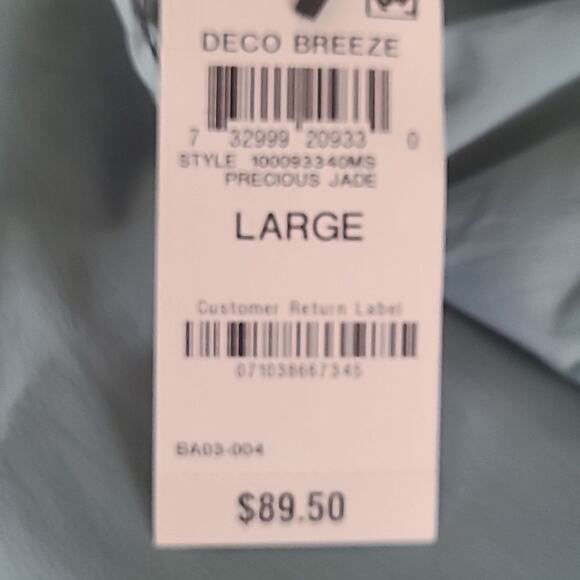 DECO BREEZE
7 32999 20933 0
STYLE 100093340MS
PRECIOUS JADE
LARGE
Customer Return Label
071038667345
BA03-004
$89.50